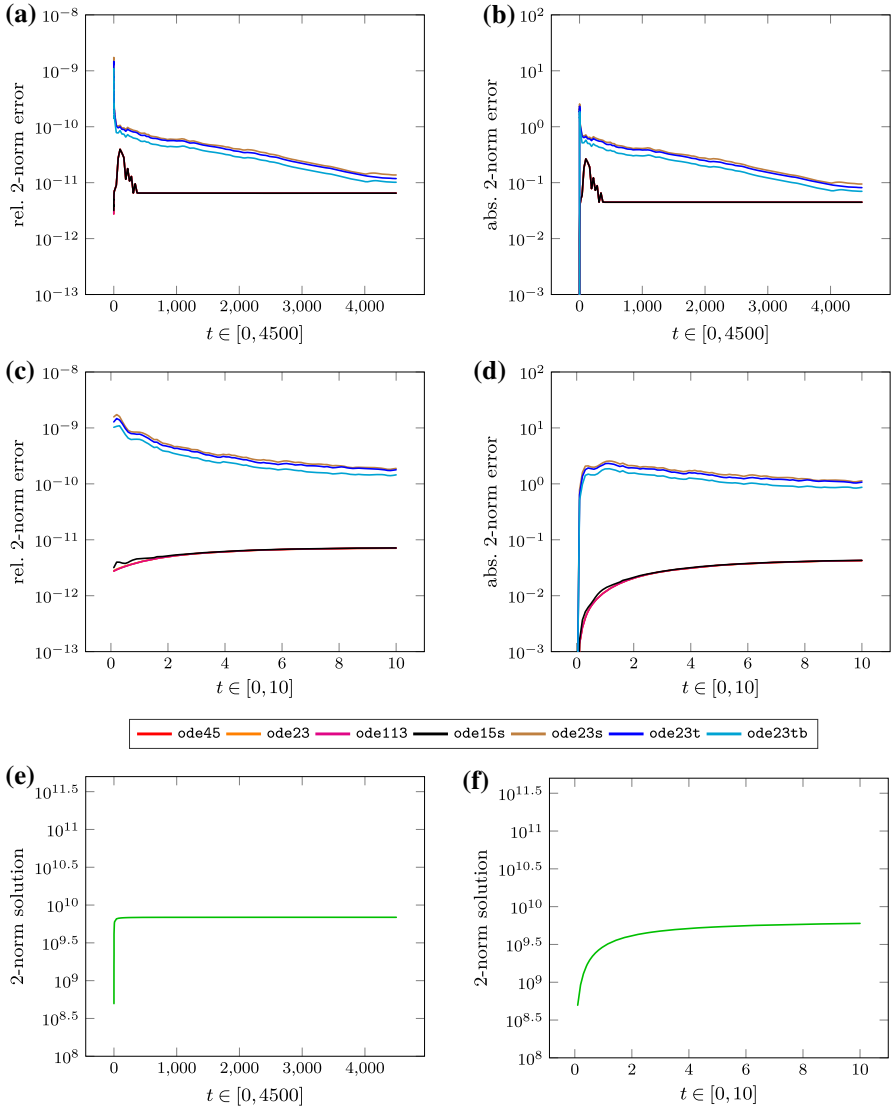 (a)
10^−8
10^−9
10^−10
10^−11
10^−12
10^−13
rel. 2-norm error
0 1,000 2,000 3,000 4,000
t ∈ [0, 4500]
(b)
10^2
10^1
10^0
10^−1
10^−2
10^−3
abs. 2-norm error
0 1,000 2,000 3,000 4,000
t ∈ [0, 4500]
(c)
10^−8
10^−9
10^−10
10^−11
10^−12
10^−13
rel. 2-norm error
0 2 4 6 8 10
t ∈ [0, 10]
(d)
10^2
10^1
10^0
10^−1
10^−2
10^−3
abs. 2-norm error
0 2 4 6 8 10
t ∈ [0, 10]
ode45 ode23 ode113 ode15s ode23s ode23t ode23tb
(e)
10^11.5
10^11
10^10.5
10^10
10^9.5
10^9
10^8.5
10^8
2-norm solution
0 1,000 2,000 3,000 4,000
t ∈ [0, 4500]
(f)
10^11.5
10^11
10^10.5
10^10
10^9.5
10^9
10^8.5
10^8
2-norm solution
0 2 4 6 8 10
t ∈ [0, 10]